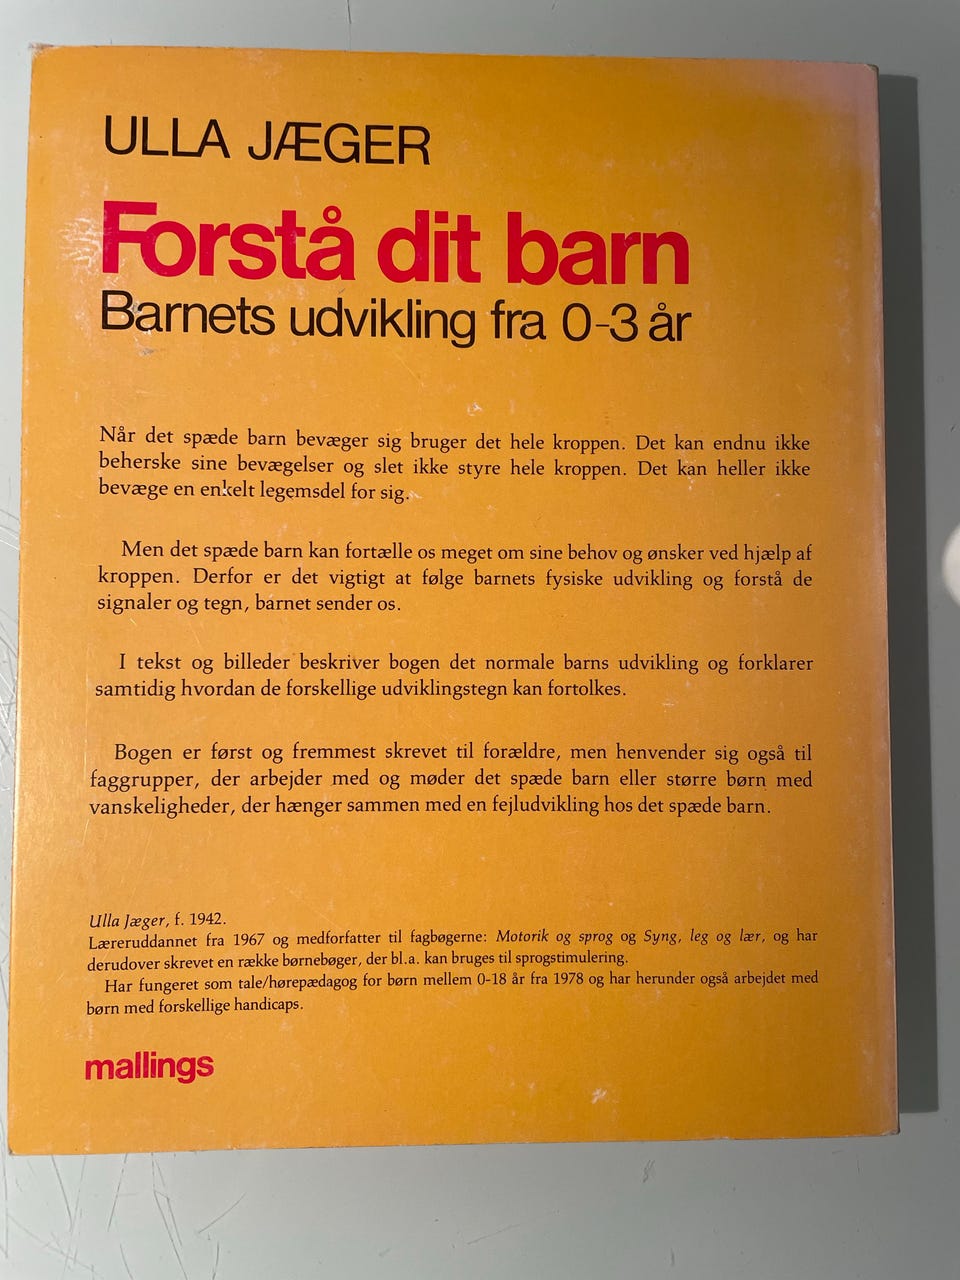 ULLA JÆGER
Forstå dit barn
Barnets udvikling fra 0-3 år
Når det spæde barn bevæger sig bruger det hele kroppen. Det kan endnu ikke
beherske sine bevægelser og slet ikke styre hele kroppen. Det kan heller ikke
bevæge en enkelt legemsdel for sig.
Men det spæde barn kan fortælle os meget om sine behov og ønsker ved hjælp af
kroppen. Derfor er det vigtigt at følge barnets fysiske udvikling og forstå de
signaler og tegn, barnet sender os.
I tekst og billeder beskriver bogen det normale barns udvikling og forklarer
samtidig hvordan de forskellige udviklingstegn kan fortolkes.
Bogen er først og fremmest skrevet til forældre, men henvender sig også til
faggrupper, der arbejder med og møder det spæde barn eller større børn med
vanskeligheder, der hænger sammen med en fejludvikling hos det spæde barn.
Ulla Jæger, f. 1942.
Læreruddannet fra 1967 og medforfatter til fagbøgerne: Motorik og sprog og Syng, leg og lær, og har
derudover skrevet en række børnebøger, der bl.a. kan bruges til sprogstimulering.
Har fungeret som tale/hørepædagog for børn mellem 0-18 år fra 1978 og har herunder også arbejdet med
børn med forskellige handicaps.
mallings